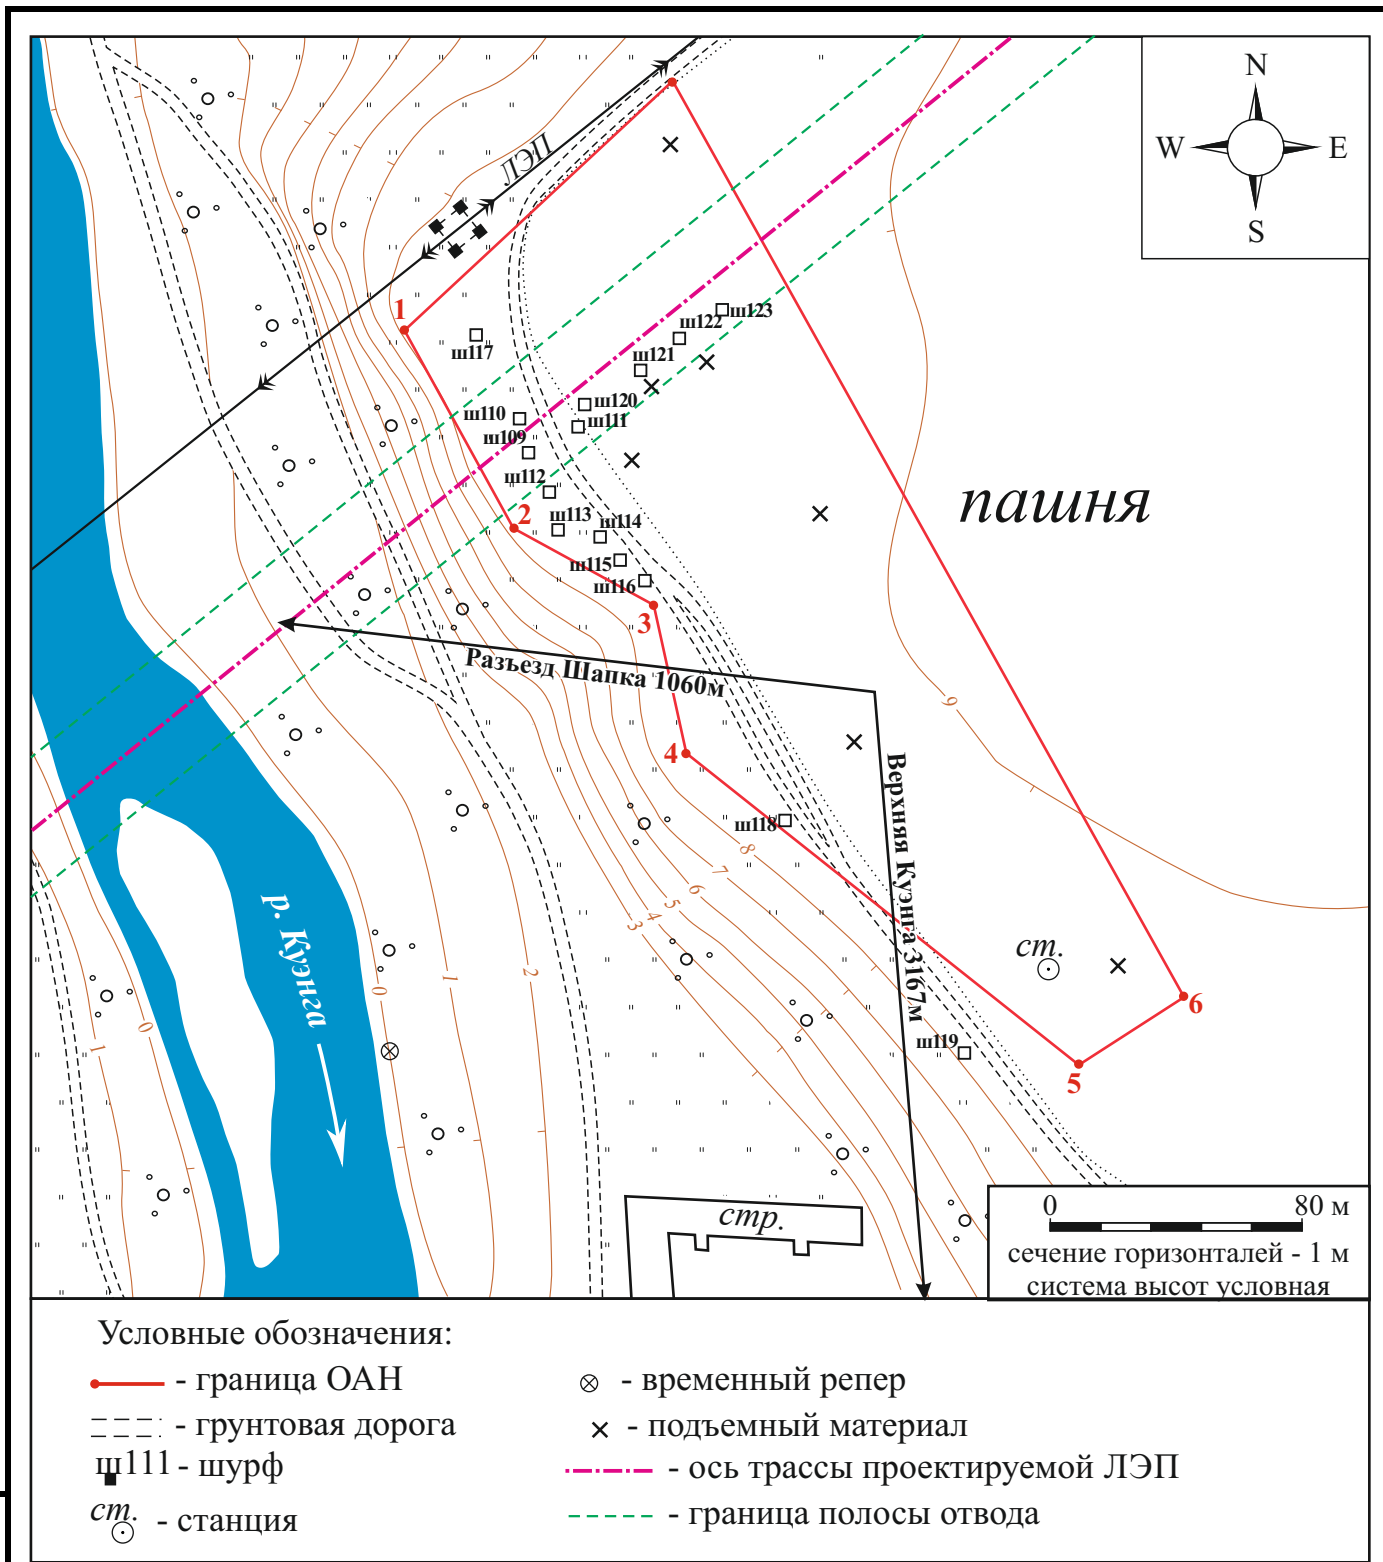 N
W E
S
ЛЭП
1
ш117
ш123
ш122
ш121
ш120
ш110
ш111
ш109
ш112
2
ш113
ш114
ш115
ш116
3
пашня
Разъезд Шапка 1060м
4
9
Верхняя Куэнга 3167м
ш118
8
7
6
5
4
3
2
1
0
0
1
р. Куэнга
ст.
6
ш119
5
стр.
0 80 м
сечение горизонталей - 1 м
система высот условная
Условные обозначения:
- граница ОАН
- грунтовая дорога
ш111 - шурф
ст. - станция
- временный репер
- подъемный материал
- ось трассы проектируемой ЛЭП
- граница полосы отвода